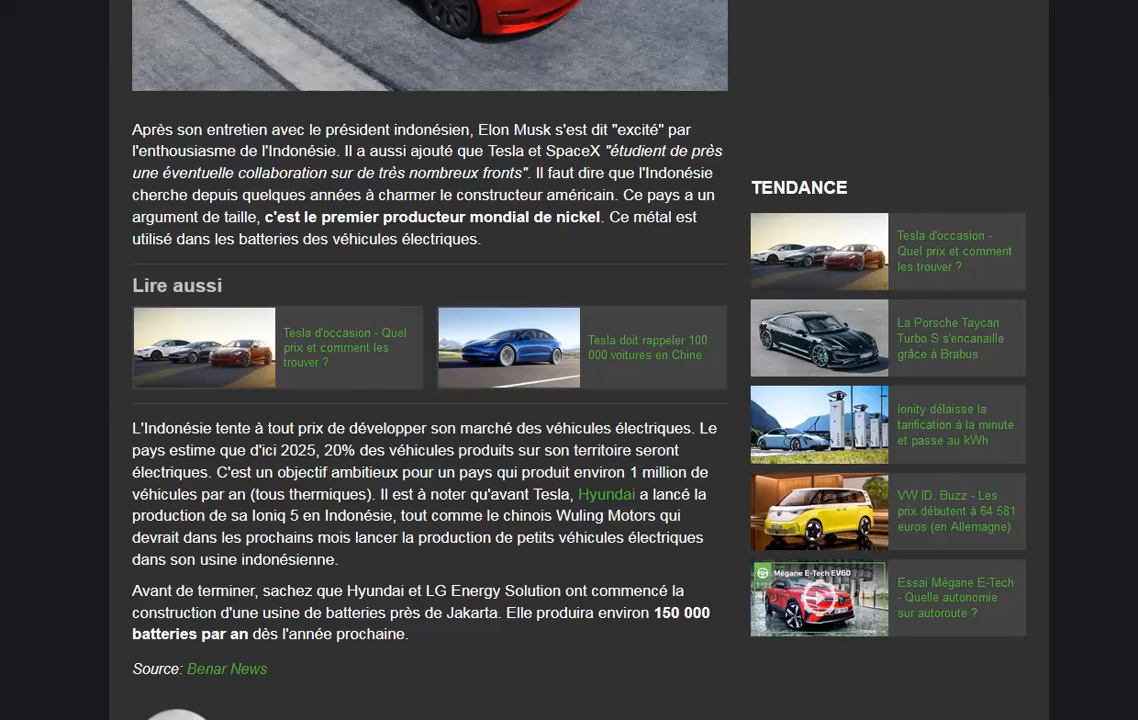 Après son entretien avec le président indonésien, Elon Musk s'est dit "excité" par
l'enthousiasme de l'Indonésie. Il a aussi ajouté que Tesla et SpaceX "étudient de près
une éventuelle collaboration sur de très nombreux fronts". Il faut dire que l'Indonésie
cherche depuis quelques années à charmer le constructeur américain. Ce pays a un
argument de taille, c'est le premier producteur mondial de nickel. Ce métal est
utilisé dans les batteries des véhicules électriques.
Lire aussi
Tesla d'occasion - Quel
prix et comment les
trouver ?
Tesla doit rappeler 100
000 voitures en Chine
L'Indonésie tente à tout prix de développer son marché des véhicules électriques. Le
pays estime que d'ici 2025, 20% des véhicules produits sur son territoire seront
électriques. C'est un objectif ambitieux pour un pays qui produit environ 1 million de
véhicules par an (tous thermiques). Il est à noter qu'avant Tesla, Hyundai a lancé la
production de sa Ioniq 5 en Indonésie, tout comme le chinois Wuling Motors qui
devrait dans les prochains mois lancer la production de petits véhicules électriques
dans son usine indonésienne.
Avant de terminer, sachez que Hyundai et LG Energy Solution ont commencé la
construction d'une usine de batteries près de Jakarta. Elle produira environ 150 000
batteries par an dès l'année prochaine.
Source: Benar News
TENDANCE
Tesla d'occasion -
Quel prix et comment
les trouver ?
La Porsche Taycan
Turbo S s'encanaille
grâce à Brabus
Ionity délaisse la
tarification à la minute
et passe au kWh
VW ID. Buzz - Les
prix débutent à 64 581
euros (en Allemagne)
Mégane E-Tech EV60
Essai Mégane E-Tech
- Quelle autonomie
sur autoroute ?